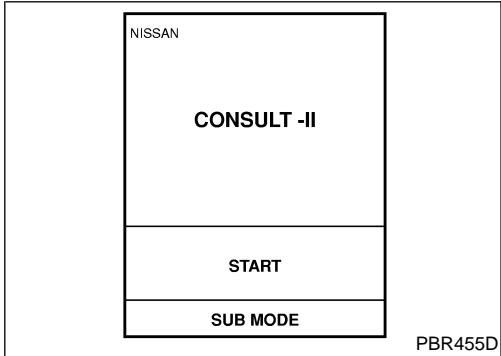 NISSAN
CONSULT -II
START
SUB MODE
PBR455D